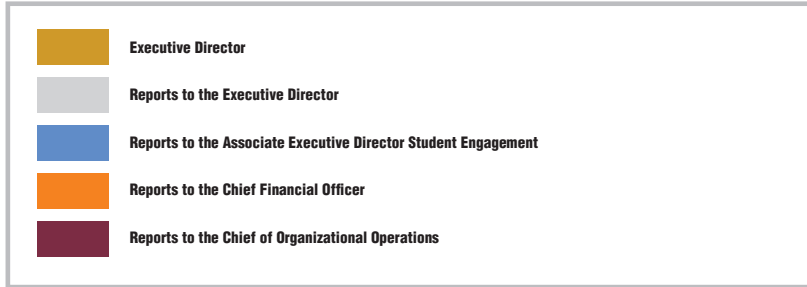 Executive Director
Reports to the Executive Director
Reports to the Associate Executive Director Student Engagement
Reports to the Chief Financial Officer
Reports to the Chief of Organizational Operations